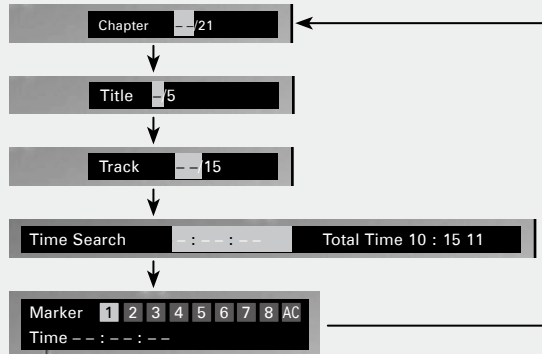 Chapter – –/21
Title –/5
Track – –/15
Time Search – : – – : – – Total Time 10 : 15 11
Marker 1 2 3 4 5 6 7 8 AC
Time – – : – – : – –